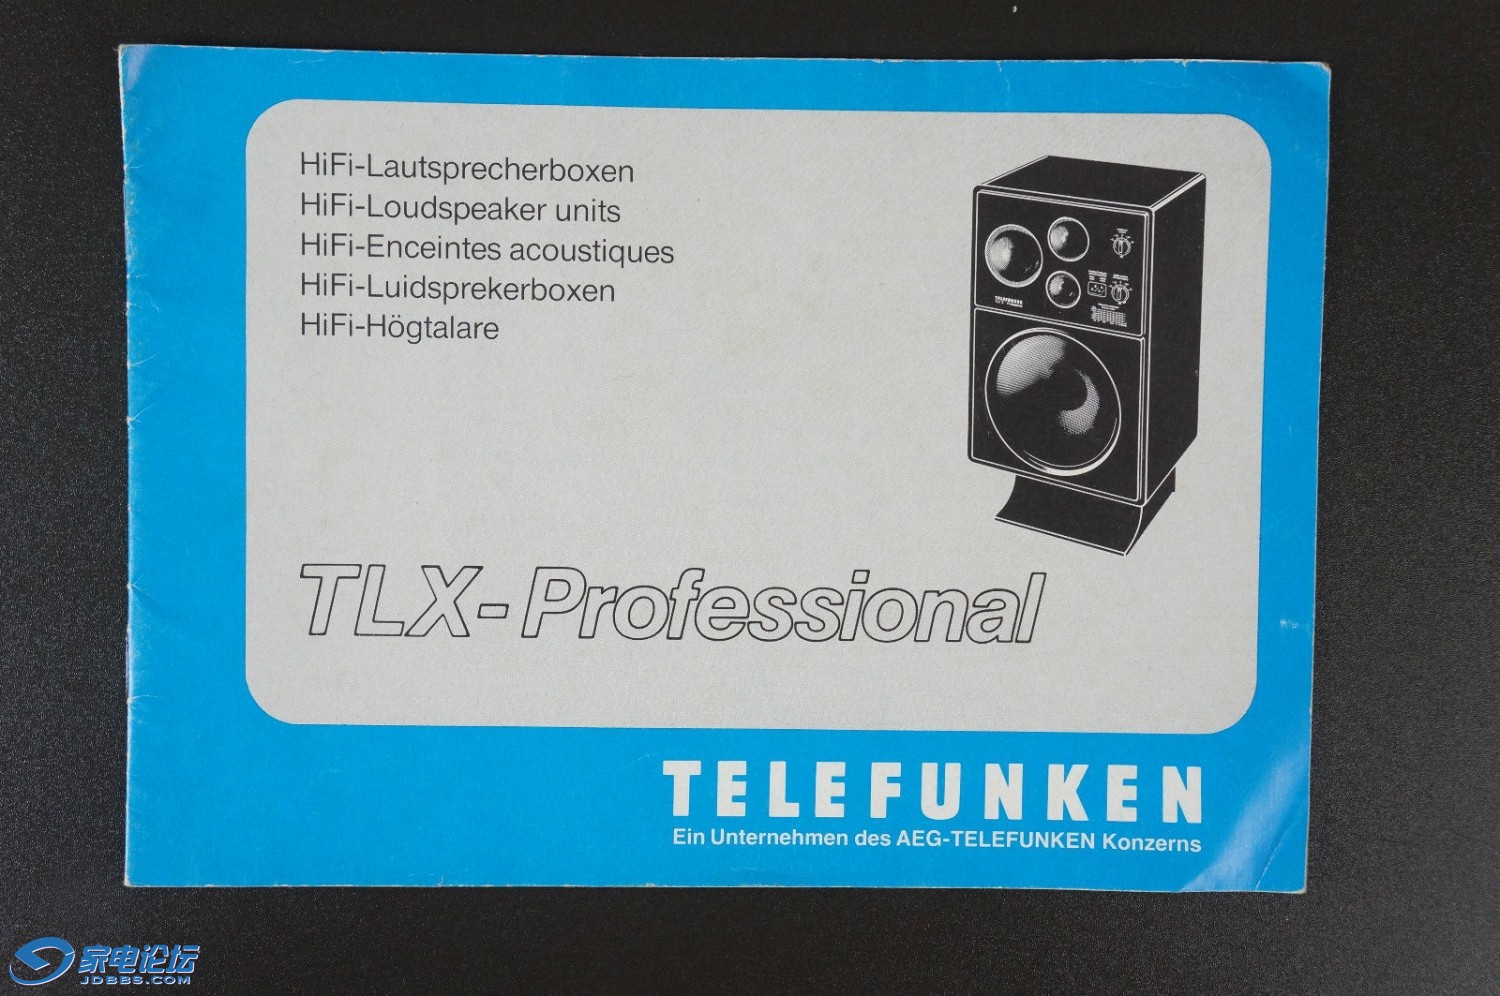 HiFi-Lautsprecherboxen
HiFi-Loudspeaker units
HiFi-Enceintes acoustiques
HiFi-Luidsprekerboxen
HiFi-Högtalare
TELEFUNKEN
TLX-Professional
TELEFUNKEN
Ein Unternehmen des AEG-TELEFUNKEN Konzerns
家电论坛
JDBBS.COM